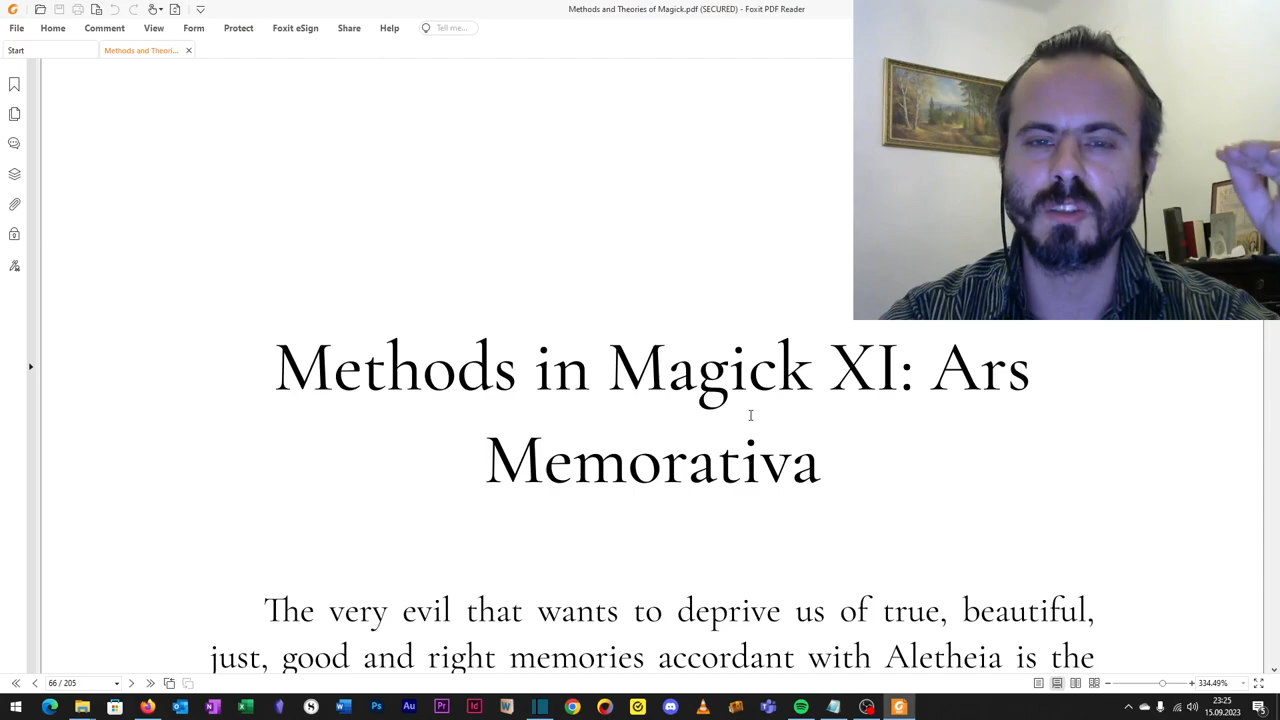 Methods and Theories of Magick.pdf (SECURED) - Foxit PDF Reader
File Home Comment View Form Protect Foxit eSign Share Help Tell me...
Start Methods and Theori...
Methods in Magick XI: Ars
Memorativa
The very evil that wants to deprive us of true, beautiful,
just, good and right memories accordant with Aletheia is the
66 / 205 334.49%
23:25
15.09.2023